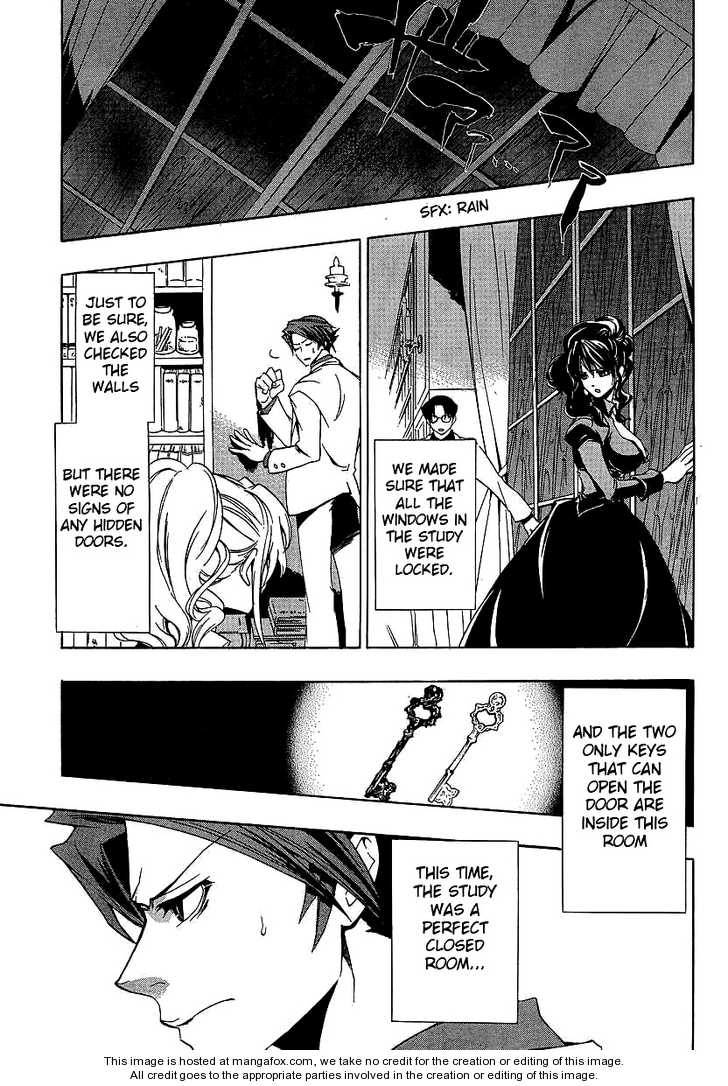 ザアアア
SFX: RAIN
WE MADE
SURE THAT
ALL THE
WINDOWS IN
THE STUDY
WERE
LOCKED.
JUST TO
BE SURE,
WE ALSO
CHECKED
THE
WALLS
BUT THERE
WERE NO
SIGNS OF
ANY HIDDEN
DOORS.
AND THE TWO
ONLY KEYS
THAT CAN
OPEN THE
DOOR ARE
INSIDE THIS
ROOM
THIS TIME,
THE STUDY
WAS A
PERFECT
CLOSED
ROOM...
This image is hosted at mangafox.com, we take no credit for the creation or editing of this image.
All credit goes to the appropriate parties involved in the creation or editing of this image.